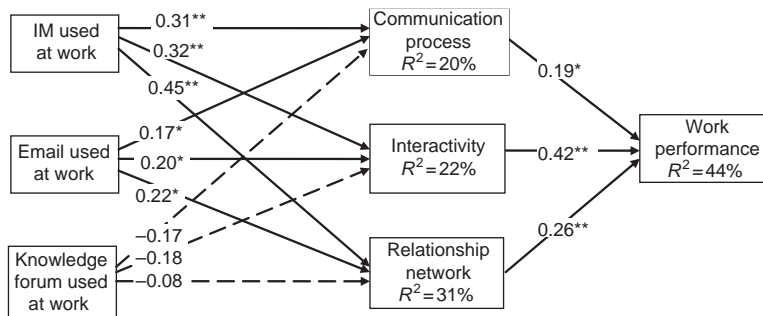 IM used
at work
Email used
at work
Knowledge
forum used
at work
0.31**
0.32**
0.45**
0.17*
0.20*
0.22*
–0.17
–0.18
–0.08
Communication
process
R²=20%
Interactivity
R²=22%
Relationship
network
R²=31%
0.19*
0.42**
0.26**
Work
performance
R²=44%